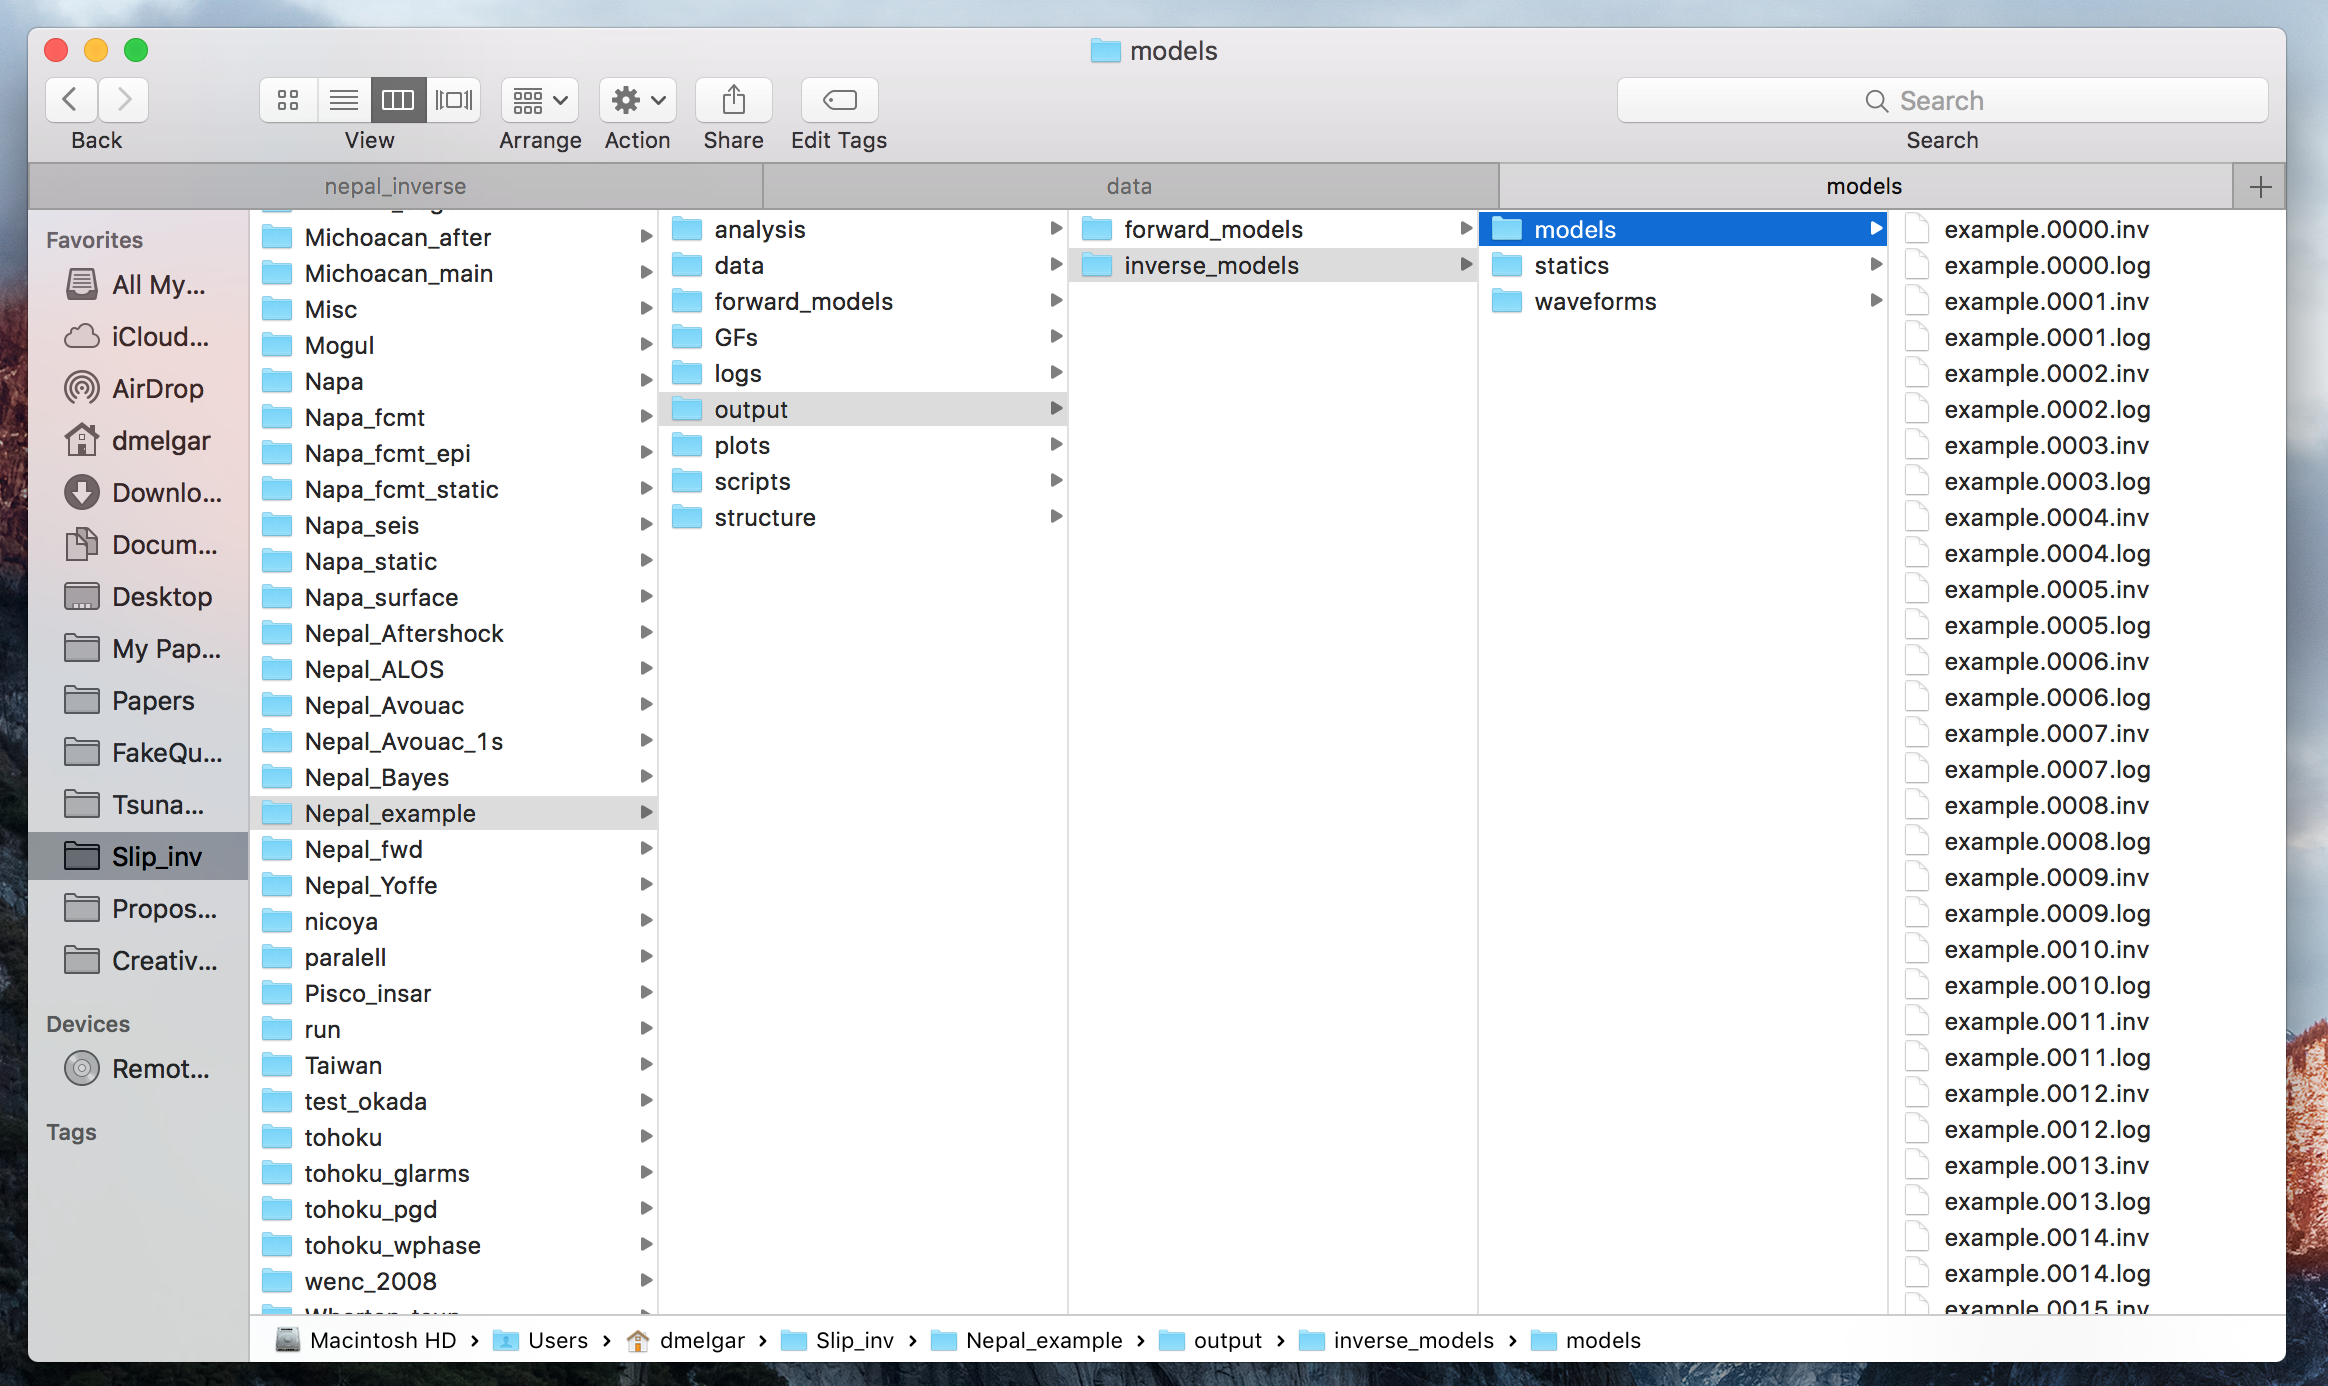 models
Back
View
Arrange
Action
Share
Edit Tags
Search
Search
nepal_inverse
data
models
Favorites
All My...
iCloud...
AirDrop
dmelgar
Downlo...
Docum...
Desktop
My Pap...
Papers
FakeQu...
Tsuna...
Slip_inv
Propos...
Creativ...
Devices
Remot...
Tags
Michoacan_after
Michoacan_main
Misc
Mogul
Napa
Napa_fcmt
Napa_fcmt_epi
Napa_fcmt_static
Napa_seis
Napa_static
Napa_surface
Nepal_Aftershock
Nepal_ALOS
Nepal_Avouac
Nepal_Avouac_1s
Nepal_Bayes
Nepal_example
Nepal_fwd
Nepal_Yoffe
nicoya
paralell
Pisco_insar
run
Taiwan
test_okada
tohoku
tohoku_glarms
tohoku_pgd
tohoku_wphase
wenc_2008
analysis
data
forward_models
GFs
logs
output
plots
scripts
structure
forward_models
inverse_models
models
statics
waveforms
example.0000.inv
example.0000.log
example.0001.inv
example.0001.log
example.0002.inv
example.0002.log
example.0003.inv
example.0003.log
example.0004.inv
example.0004.log
example.0005.inv
example.0005.log
example.0006.inv
example.0006.log
example.0007.inv
example.0007.log
example.0008.inv
example.0008.log
example.0009.inv
example.0009.log
example.0010.inv
example.0010.log
example.0011.inv
example.0011.log
example.0012.inv
example.0012.log
example.0013.inv
example.0013.log
example.0014.inv
example.0014.log
example.0015.inv
Macintosh HD › Users › dmelgar › Slip_inv › Nepal_example › output › inverse_models › models